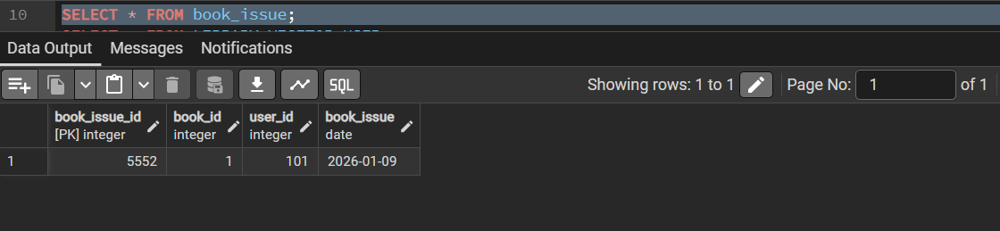 10 SELECT * FROM book_issue;
Data Output Messages Notifications
SQL Showing rows: 1 to 1 Page No: 1 of 1
book_issue_id book_id user_id book_issue
[PK] integer integer integer date
1 5552 1 101 2026-01-09